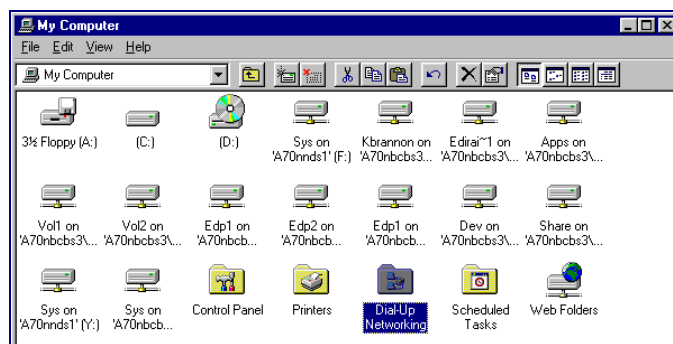 My Computer
File Edit View Help
My Computer
3½ Floppy (A:) (C:) (D:) Sys on Kbrannon on Edirai~1 on Apps on
'A70nnds1' (F:) 'A70nbcbs3... 'A70nbcbs3\... 'A70nbcbs3\...
Vol1 on Vol2 on Edp1 on Edp2 on Edp1 on Dev on Share on
'A70nbcbs3\... 'A70nbcbs3\... 'A70nbcb... 'A70nbcb... 'A70nbcb... 'A70nbcbs3\... 'A70nbcbs3\...
Sys on Sys on Control Panel Printers Dial-Up Scheduled Web Folders
'A70nnds1' (Y:) 'A70nbcb... Networking Tasks